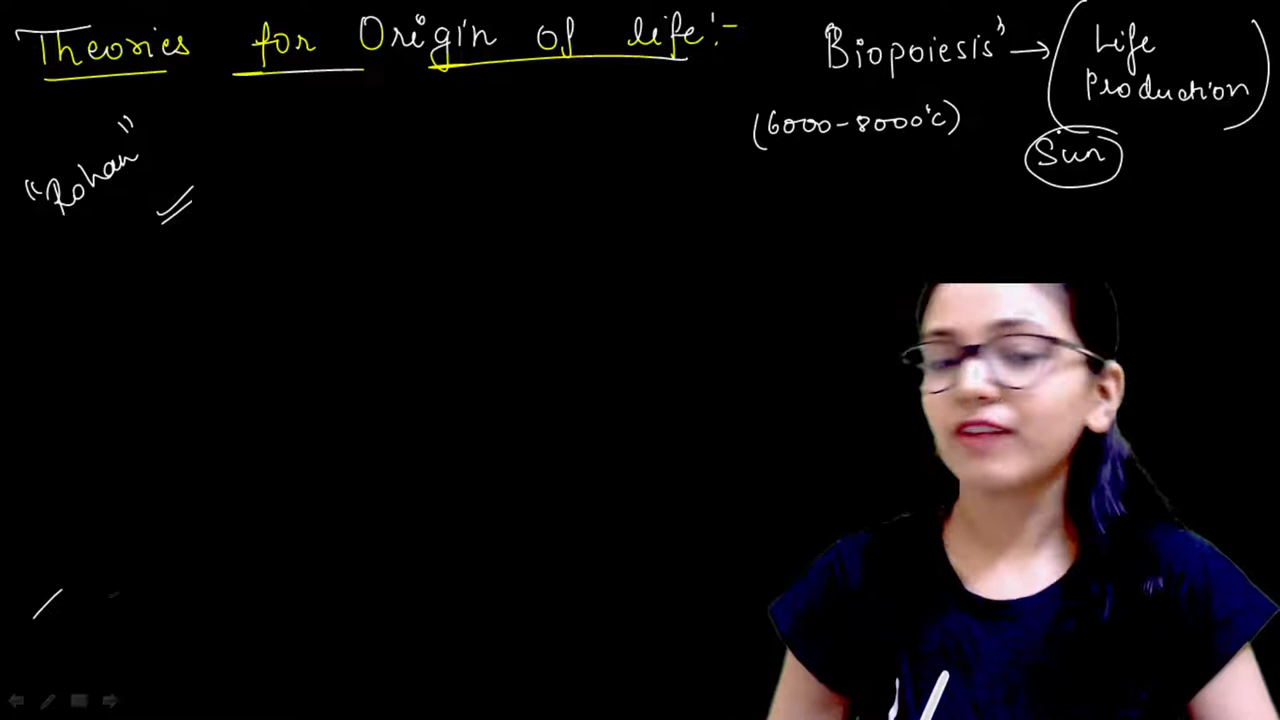 Theories for Origin of life :-
Biopoiesis' → Life
Production
(6000-8000°C)
Sun
"Rohan"